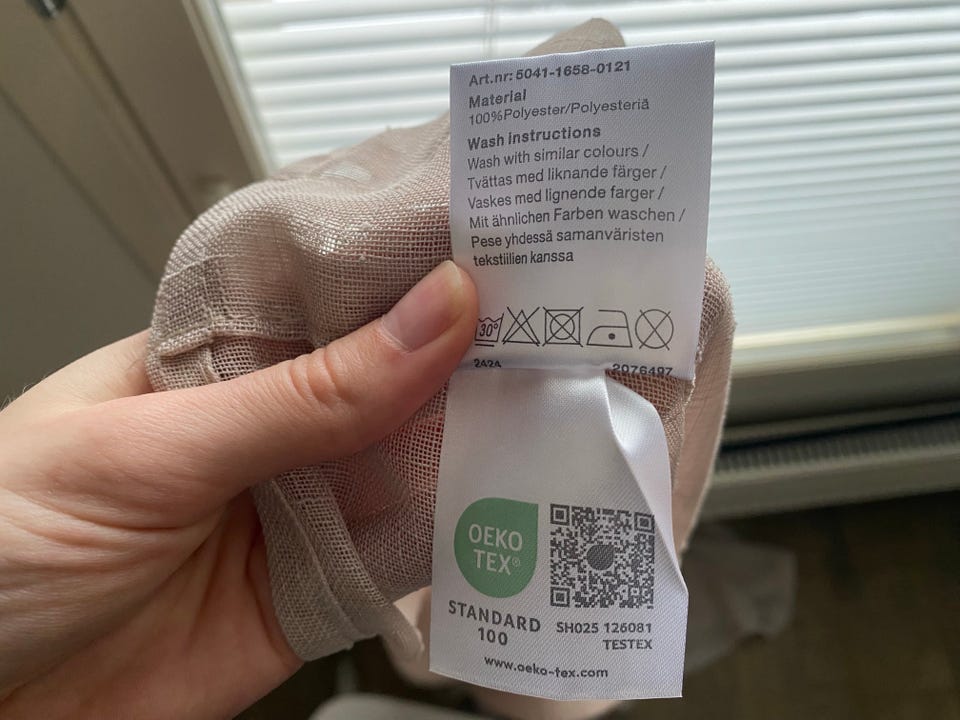 Art.nr: 5041-1658-0121
Material
100%Polyester/Polyesteriä
Wash instructions
Wash with similar colours /
Tvättas med liknande färger /
Vaskes med lignende farger /
Mit ähnlichen Farben waschen /
Pese yhdessä samanväristen
tekstiilien kanssa
30°
2424 2076497
OEKO
TEX®
STANDARD
100
SH025 126081
TESTEX
www.oeko-tex.com